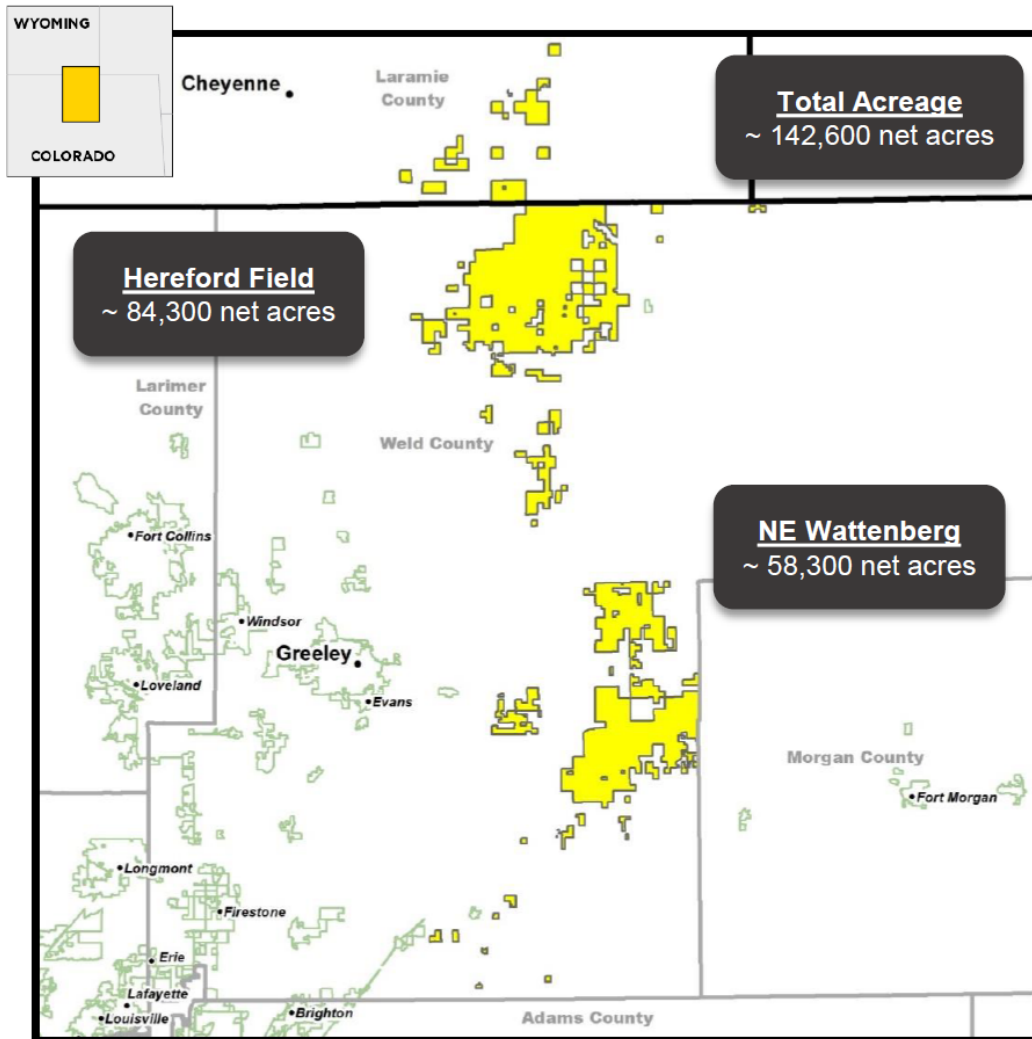 WYOMING
COLORADO
Cheyenne
Laramie
County
Total Acreage
~ 142,600 net acres
Hereford Field
~ 84,300 net acres
Larimer
County
Weld County
NE Wattenberg
~ 58,300 net acres
Fort Collins
Windsor
Greeley
Loveland
Evans
Morgan County
Fort Morgan
Longmont
Firestone
Erie
Lafayette
Louisville
Brighton
Adams County